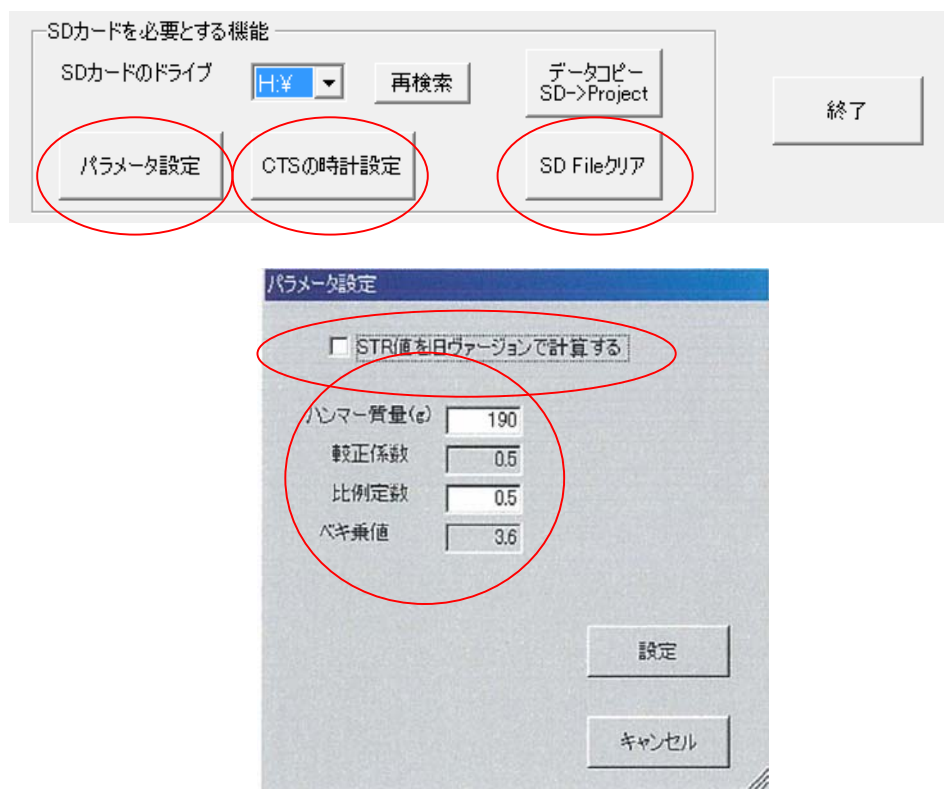 SDカードを必要とする機能
SDカードのドライブ
H:¥
再検索
データコピー
SD->Project
終了
パラメータ設定
CTSの時計設定
SD Fileクリア
パラメータ設定
STR値を旧ヴァージョンで計算する
ハンマー質量(g) 190
較正係数 0.5
比例定数 0.5
ベキ乗値 3.6
設定
キャンセル